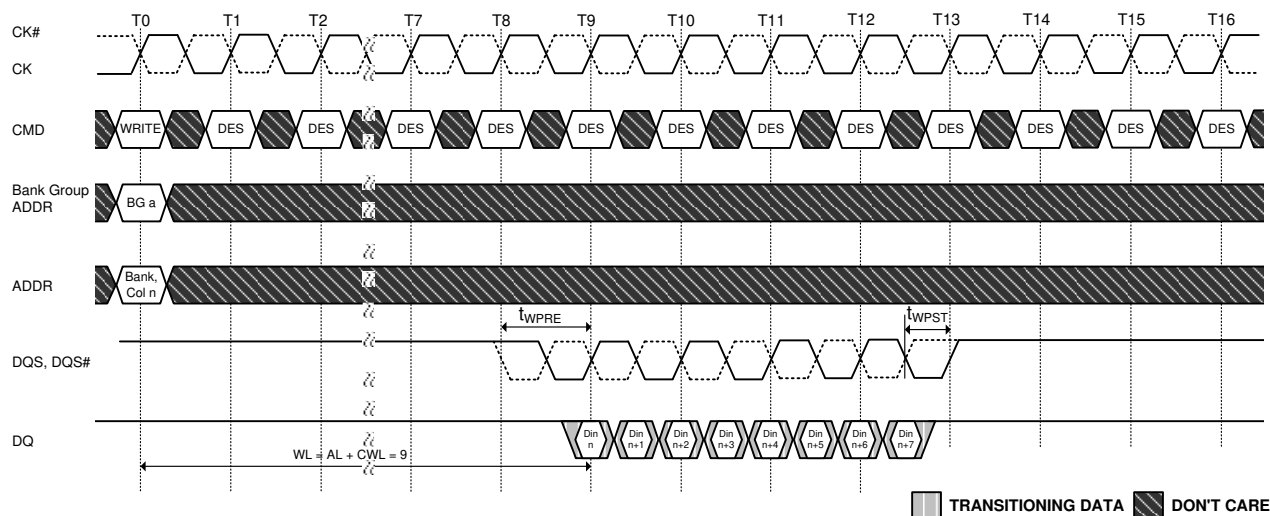 T0 T1 T2 T7 T8 T9 T10 T11 T12 T13 T14 T15 T16
CK#
CK
CMD WRITE DES DES DES DES DES DES DES DES DES DES DES DES
Bank Group
ADDR
BG a
ADDR
Bank,
Col n
tWPRE tWPST
DQS, DQS#
DQ
Din Din Din Din Din Din Din Din
n n+1 n+2 n+3 n+4 n+5 n+6 n+7
WL = AL + CWL = 9
TRANSITIONING DATA DON'T CARE